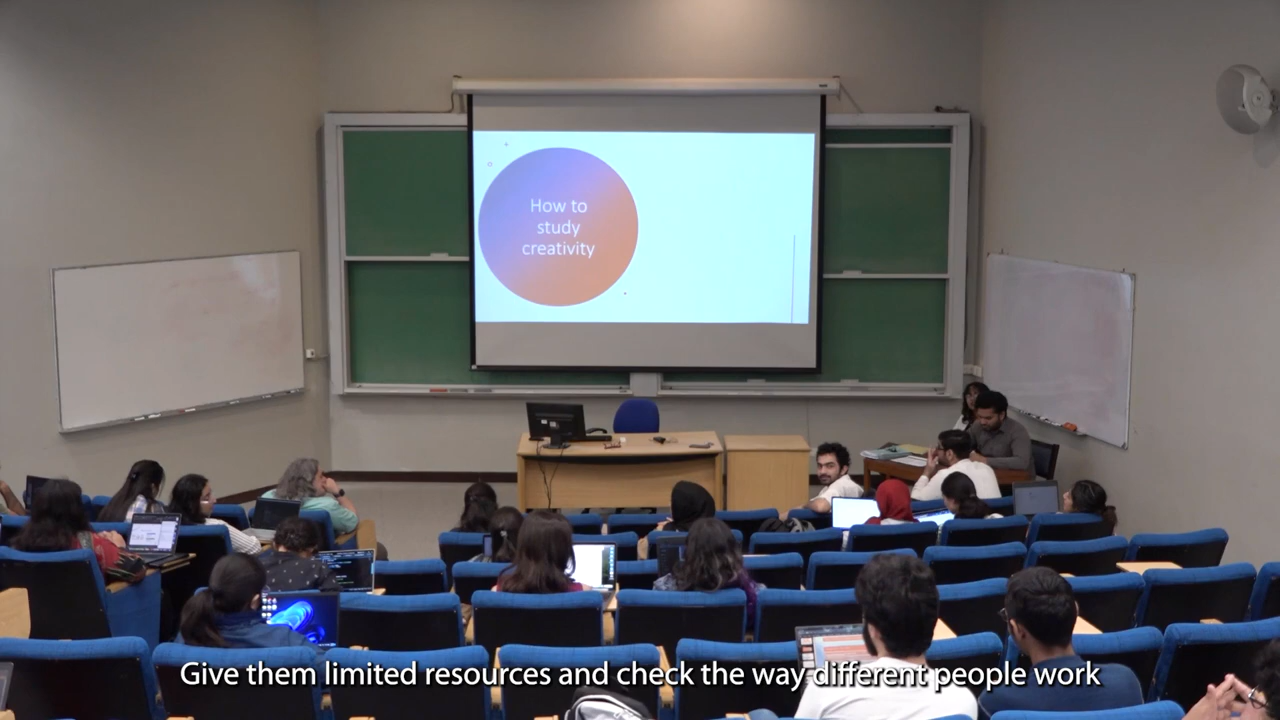 How to
study
creativity
Give them limited resources and check the way different people work